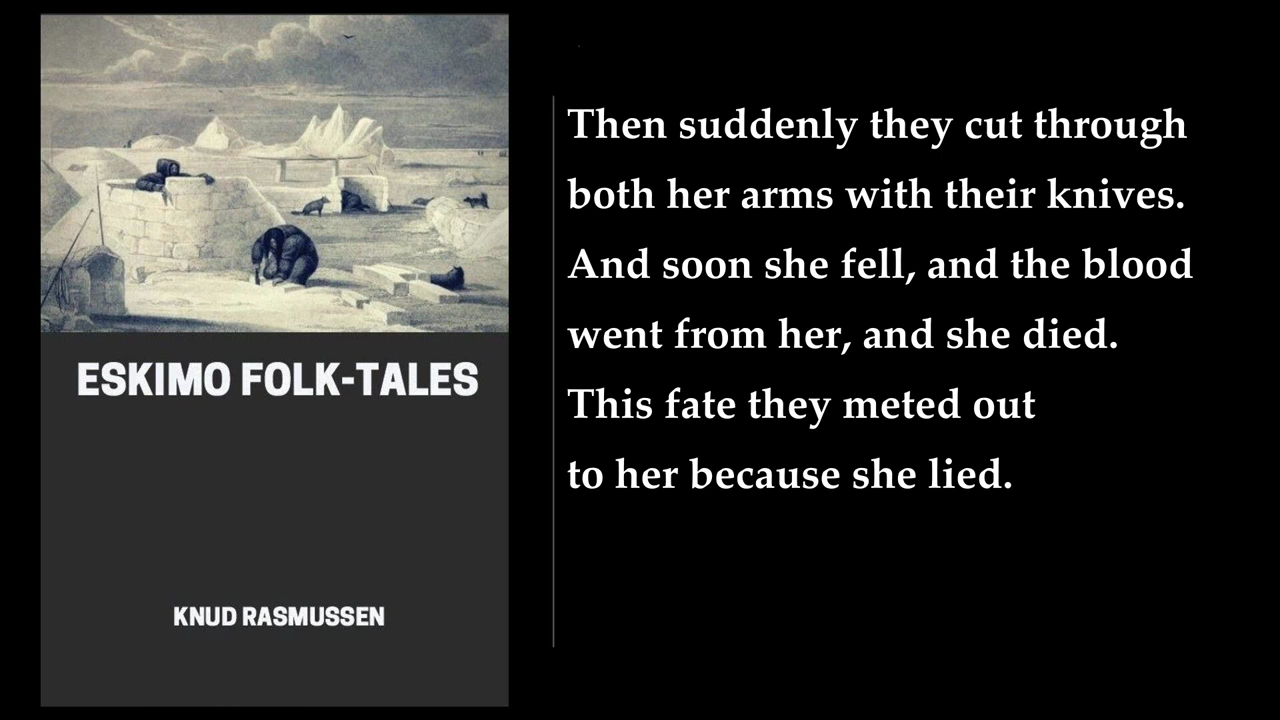 ESKIMO FOLK-TALES
KNUD RASMUSSEN
Then suddenly they cut through
both her arms with their knives.
And soon she fell, and the blood
went from her, and she died.
This fate they meted out
to her because she lied.